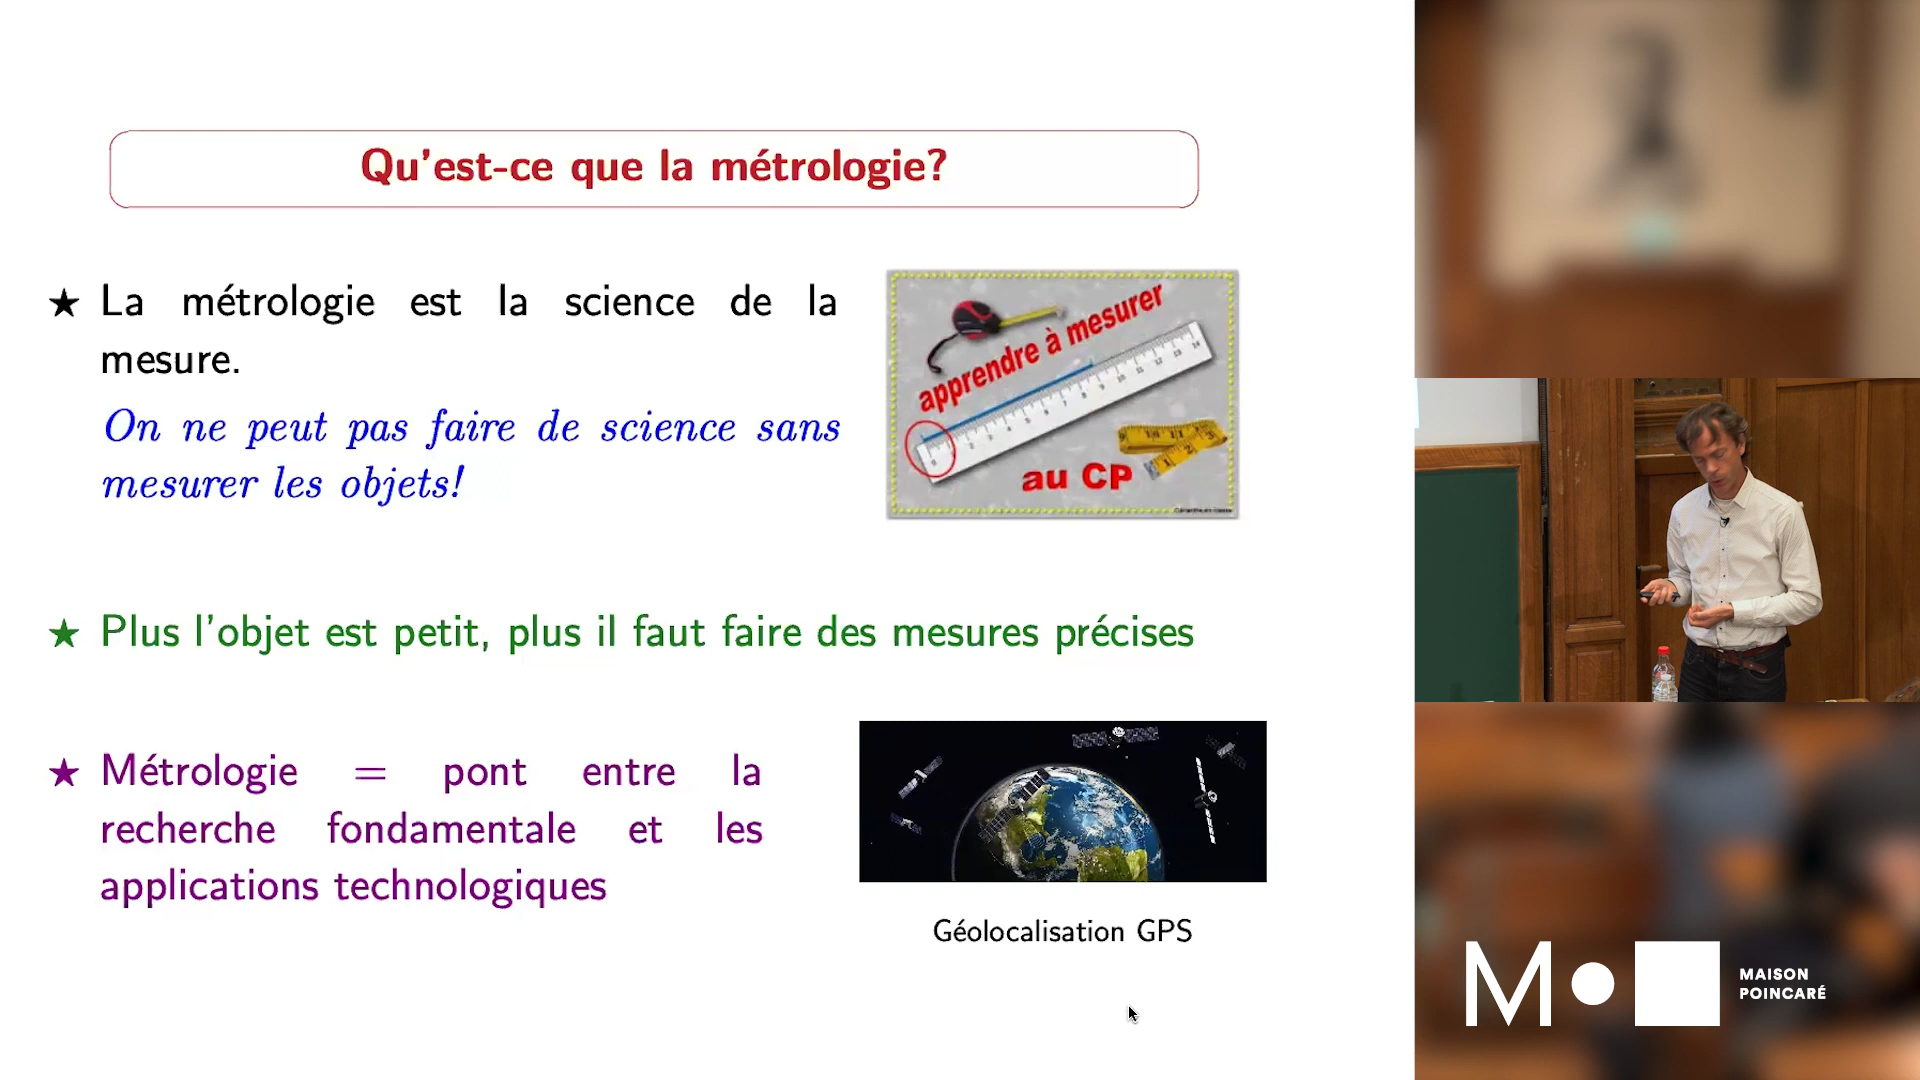 Qu'est-ce que la métrologie?
★ La métrologie est la science de la
mesure.
On ne peut pas faire de science sans
mesurer les objets!
apprendre à mesurer
au CP
★ Plus l'objet est petit, plus il faut faire des mesures précises
★ Métrologie = pont entre la
recherche fondamentale et les
applications technologiques
Géolocalisation GPS
MAISON
POINCARÉ